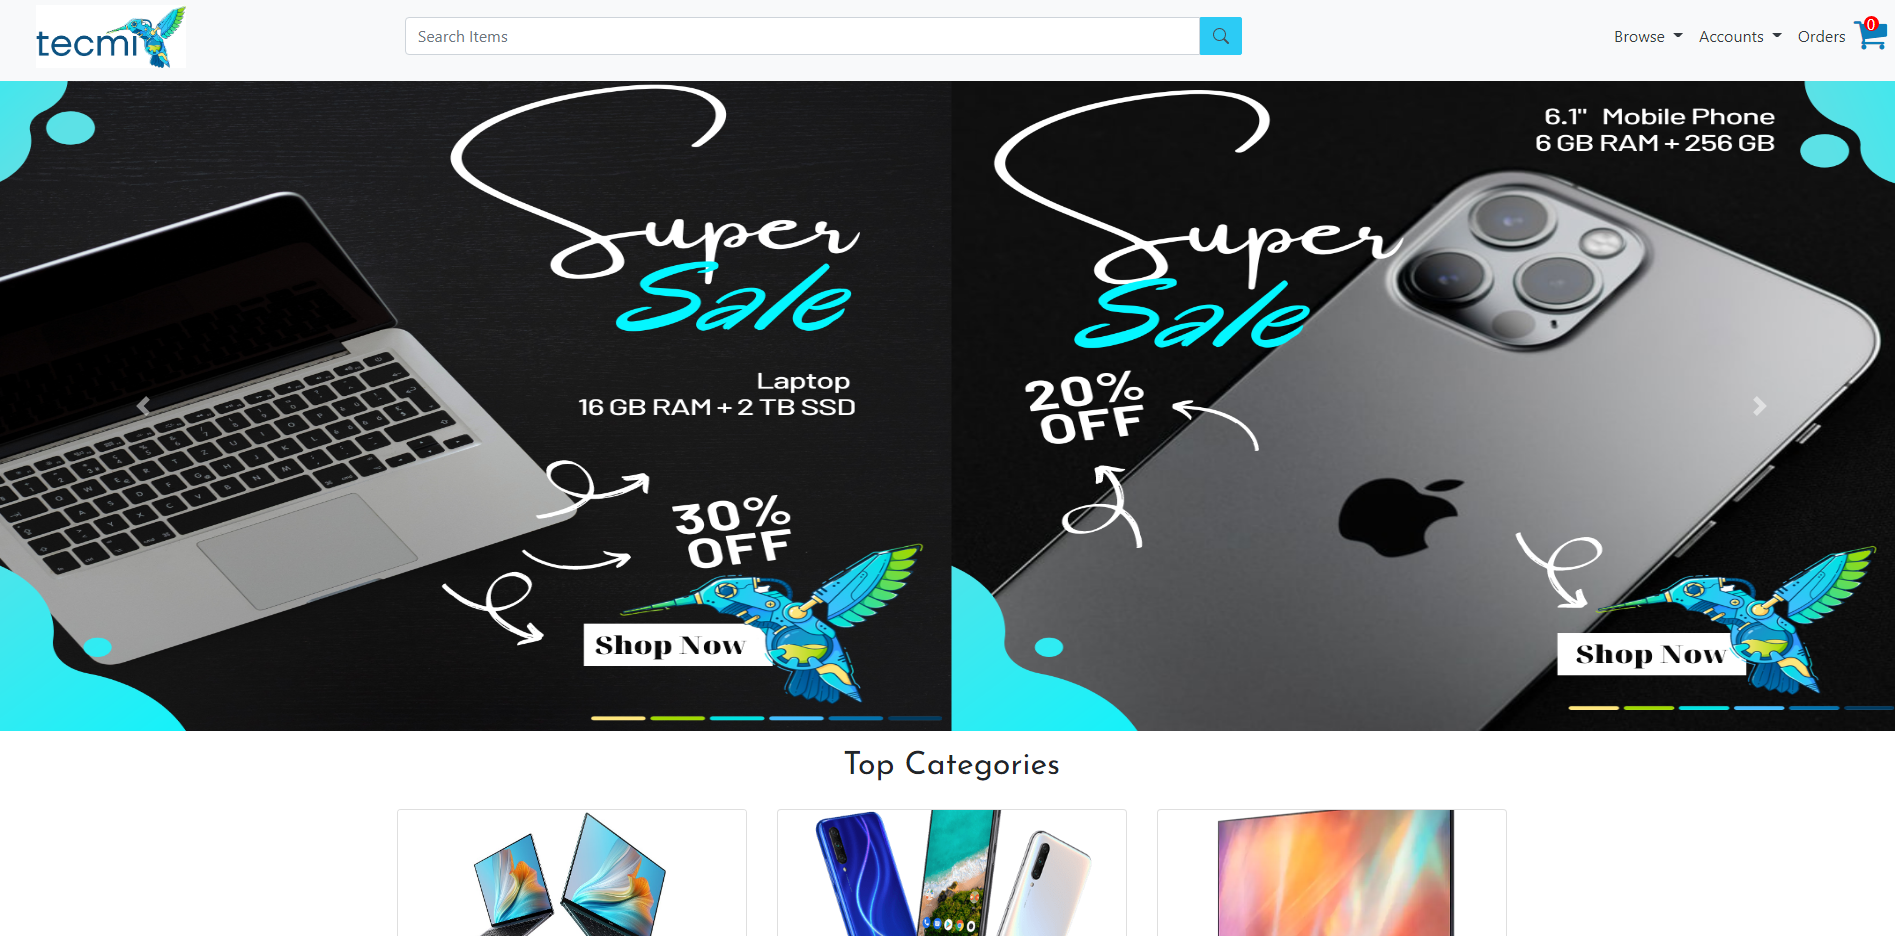 tecmi
Search Items
Browse
Accounts
Orders
0
Super
Sale
Laptop
16 GB RAM + 2 TB SSD
30%
OFF
Shop Now
6.1" Mobile Phone
6 GB RAM + 256 GB
Super
Sale
20%
OFF
Shop Now
Top Categories